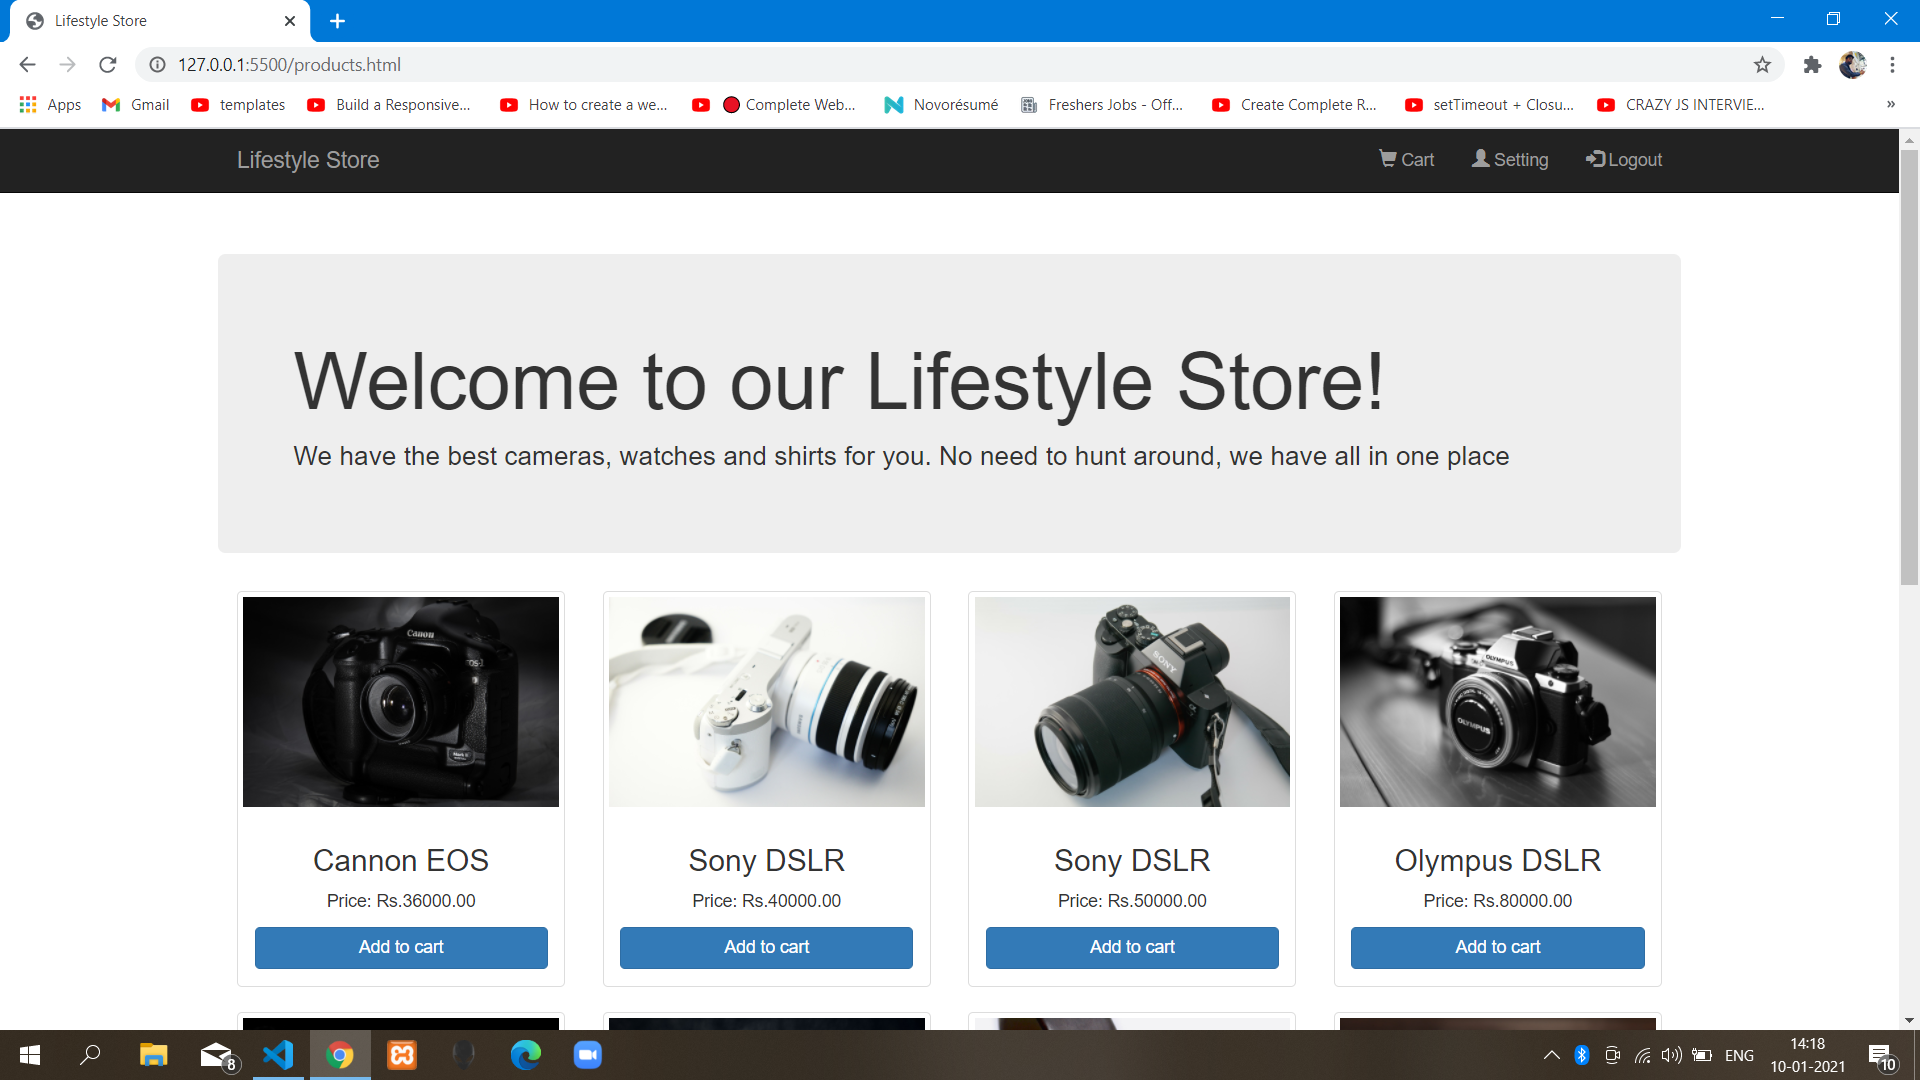 Lifestyle Store
127.0.0.1:5500/products.html
Apps Gmail templates Build a Responsive... How to create a we... Complete Web... Novorésumé Freshers Jobs - Off... Create Complete R... setTimeout + Closu... CRAZY JS INTERVIE... »
Lifestyle Store Cart Setting Logout
Welcome to our Lifestyle Store!
We have the best cameras, watches and shirts for you. No need to hunt around, we have all in one place
Canon
SONY
OLYMPUS
OLYMPUS
Cannon EOS Sony DSLR Sony DSLR Olympus DSLR
Price: Rs.36000.00 Price: Rs.40000.00 Price: Rs.50000.00 Price: Rs.80000.00
Add to cart Add to cart Add to cart Add to cart
8 ENG 14:18
10-01-2021 10